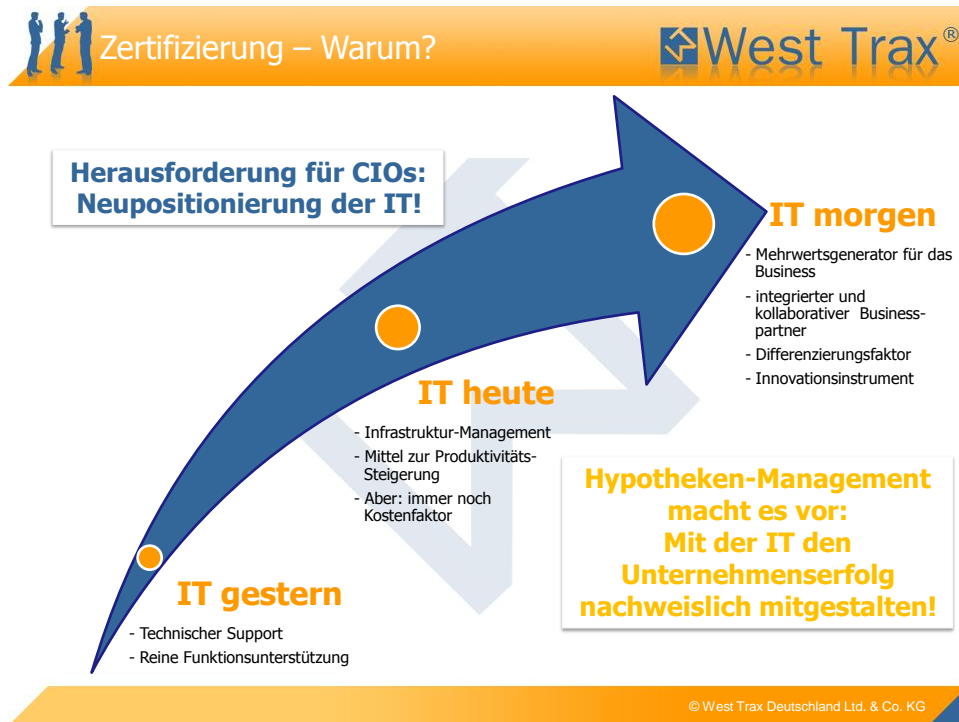 Zertifizierung – Warum?
West Trax®
Herausforderung für CIOs:
Neupositionierung der IT!
IT morgen
- Mehrwertsgenerator für das
Business
- integrierter und
kollaborativer Business-
partner
- Differenzierungsfaktor
- Innovationsinstrument
IT heute
- Infrastruktur-Management
- Mittel zur Produktivitäts-
Steigerung
- Aber: immer noch
Kostenfaktor
Hypotheken-Management
macht es vor:
Mit der IT den
Unternehmenserfolg
nachweislich mitgestalten!
IT gestern
- Technischer Support
- Reine Funktionsunterstützung
© West Trax Deutschland Ltd. & Co. KG